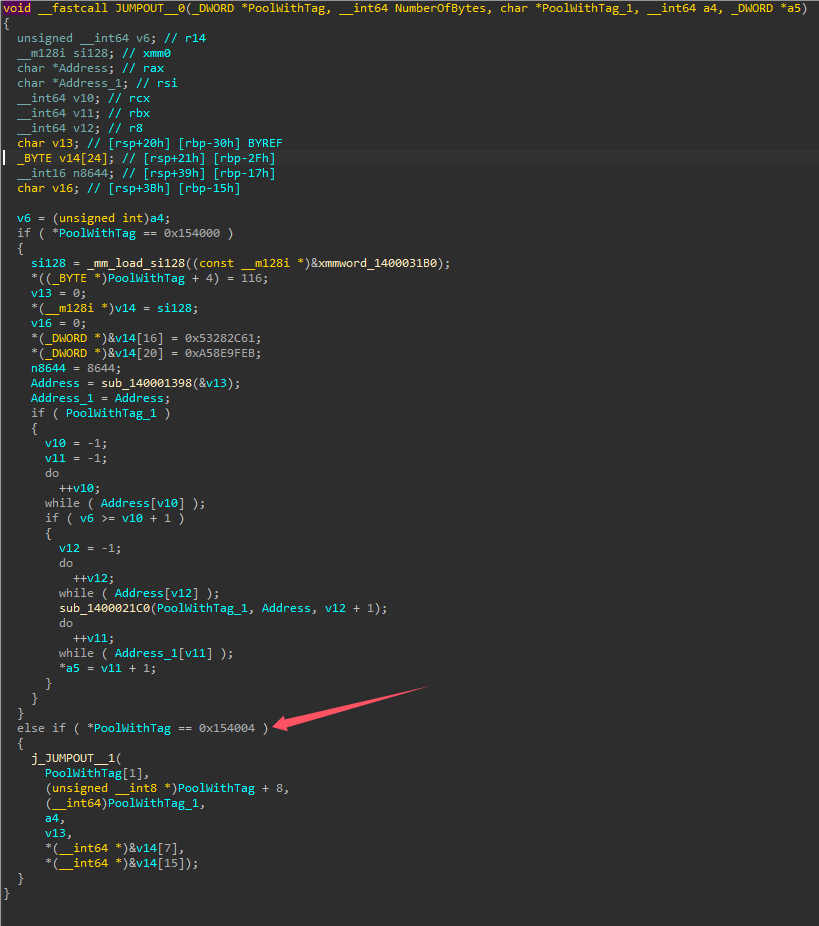 void __fastcall JUMPOUT__0(_DWORD *PoolWithTag, __int64 NumberOfBytes, char *PoolWithTag_1, __int64 a4, _DWORD *a5)
{
  unsigned __int64 v6; // r14
  __m128i si128; // xmm0
  char *Address; // rax
  char *Address_1; // rsi
  __int64 v10; // rcx
  __int64 v11; // rbx
  __int64 v12; // r8
  char v13; // [rsp+20h] [rbp-30h] BYREF
  _BYTE v14[24]; // [rsp+21h] [rbp-2Fh]
  __int16 n8644; // [rsp+39h] [rbp-17h]
  char v16; // [rsp+3Bh] [rbp-15h]

  v6 = (unsigned int)a4;
  if ( *PoolWithTag == 0x154000 )
  {
    si128 = _mm_load_si128((const __m128i *)&xmmword_1400031B0);
    *((_BYTE *)PoolWithTag + 4) = 116;
    v13 = 0;
    *(__m128i *)v14 = si128;
    v16 = 0;
    *(_DWORD *)&v14[16] = 0x53282C61;
    *(_DWORD *)&v14[20] = 0xA58E9FEB;
    n8644 = 8644;
    Address = sub_140001398(&v13);
    Address_1 = Address;
    if ( PoolWithTag_1 )
    {
      v10 = -1;
      v11 = -1;
      do
        ++v10;
      while ( Address[v10] );
      if ( v6 >= v10 + 1 )
      {
        v12 = -1;
        do
          ++v12;
        while ( Address[v12] );
        sub_1400021C0(PoolWithTag_1, Address, v12 + 1);
        do
          ++v11;
        while ( Address_1[v11] );
        *a5 = v11 + 1;
      }
    }
  }
  else if ( *PoolWithTag == 0x154004 )
  {
    j_JUMPOUT__1(
      PoolWithTag[1],
      (unsigned __int8 *)PoolWithTag + 8,
      (__int64)PoolWithTag_1,
      a4,
      v13,
      *(__int64 *)&v14[7],
      *(__int64 *)&v14[15]);
  }
}